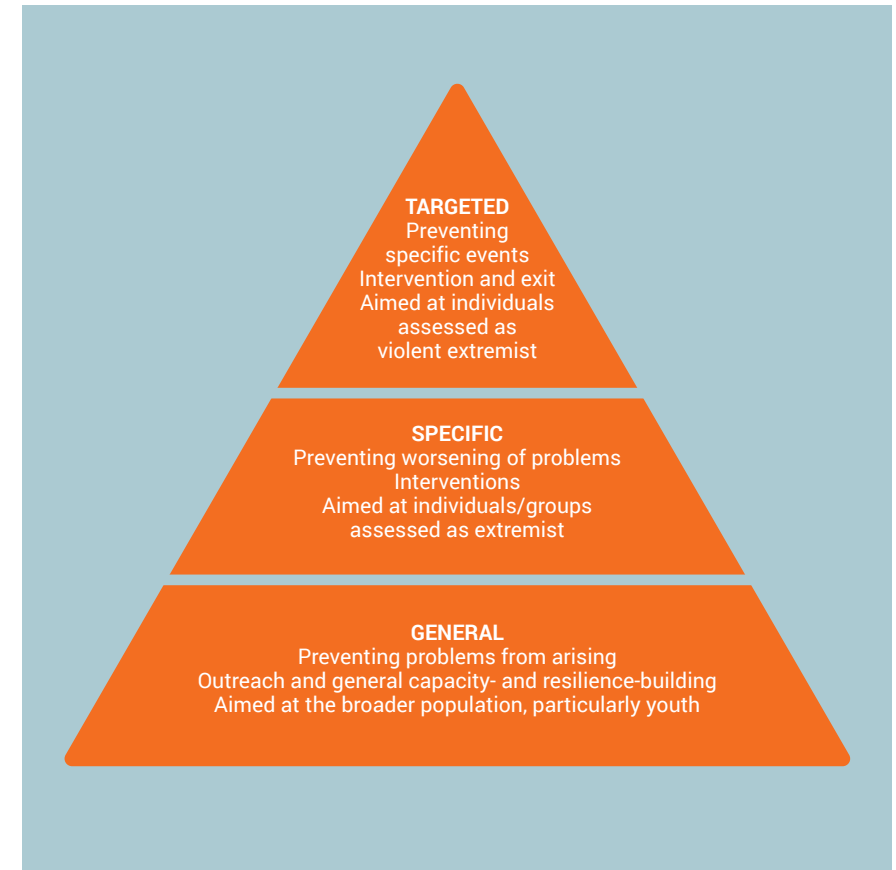 TARGETED
Preventing
specific events
Intervention and exit
Aimed at individuals
assessed as
violent extremist
SPECIFIC
Preventing worsening of problems
Interventions
Aimed at individuals/groups
assessed as extremist
GENERAL
Preventing problems from arising
Outreach and general capacity- and resilience-building
Aimed at the broader population, particularly youth